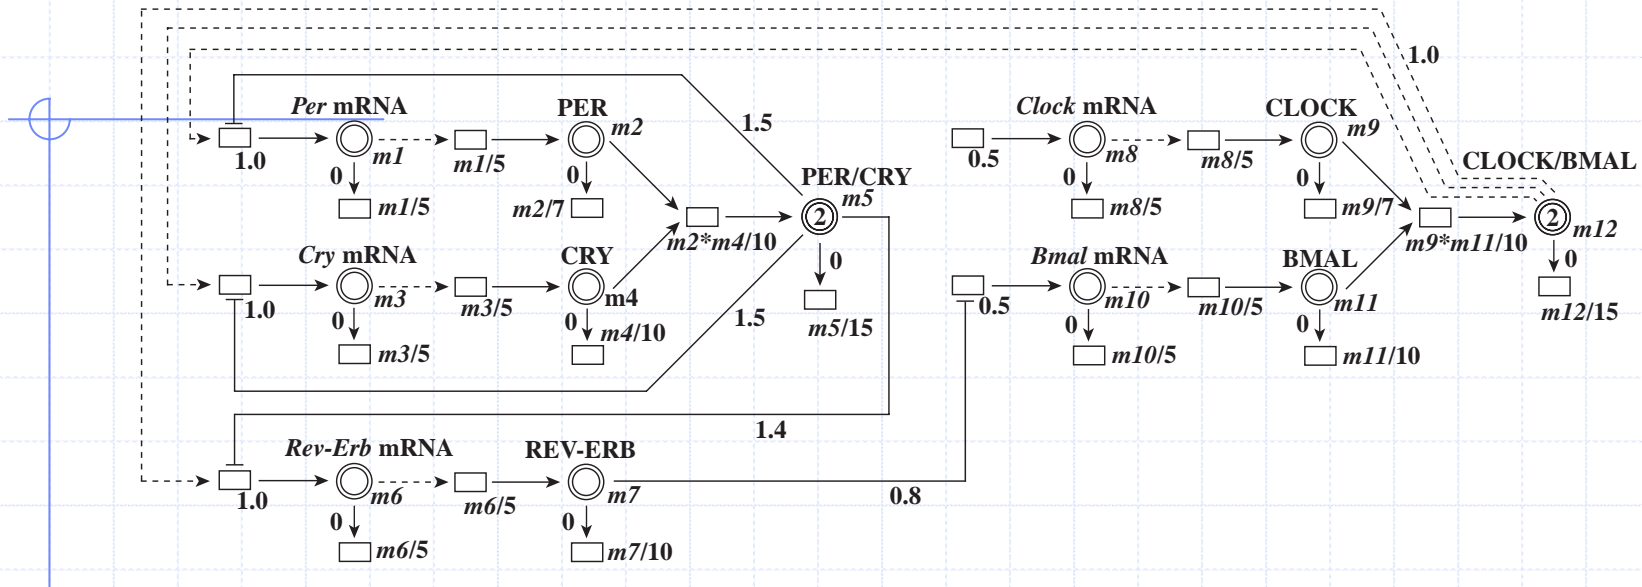 1.0
Per mRNA
PER
Clock mRNA
CLOCK
1.5
m2
m9
1.0
m1
m1/5
0.5
m8
m8/5
CLOCK/BMAL
0
0
PER/CRY
0
0
m5
m1/5
m2/7
2
m8/5
m9/7
2
m12
m2*m4/10
m9*m11/10
Cry mRNA
CRY
0
Bmal mRNA
BMAL
0
1.0
m3
m3/5
m4
0.5
m10
m10/5
m11
m12/15
0
0
m4/10
1.5
m5/15
0
0
m3/5
m10/5
m11/10
1.4
Rev-Erb mRNA
REV-ERB
1.0
m6
m6/5
m7
0.8
0
0
m6/5
m7/10